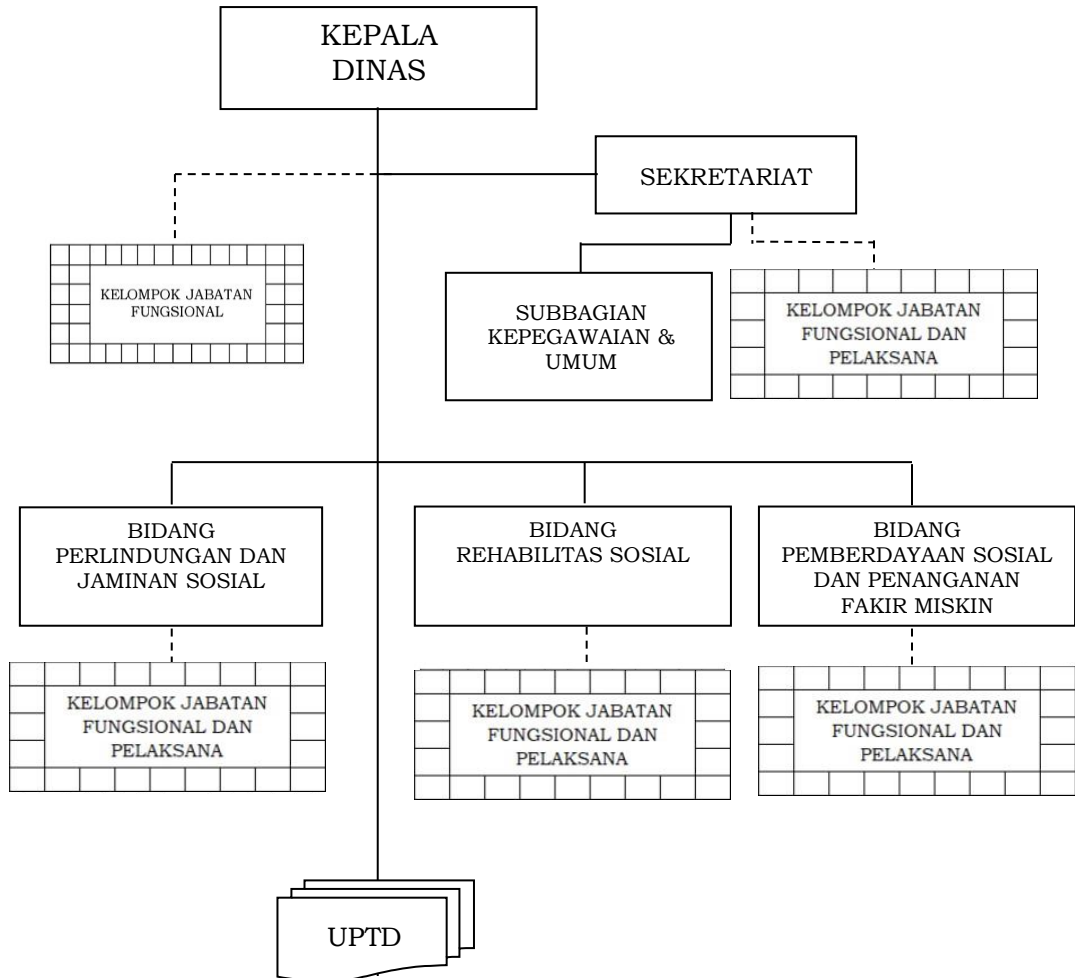 KEPALA
DINAS
SEKRETARIAT
KELOMPOK JABATAN
FUNGSIONAL
SUBBAGIAN
KEPEGAWAIAN &
UMUM
KELOMPOK JABATAN
FUNGSIONAL DAN
PELAKSANA
BIDANG
PERLINDUNGAN DAN
JAMINAN SOSIAL
BIDANG
REHABILITAS SOSIAL
BIDANG
PEMBERDAYAAN SOSIAL
DAN PENANGANAN
FAKIR MISKIN
KELOMPOK JABATAN
FUNGSIONAL DAN
PELAKSANA
KELOMPOK JABATAN
FUNGSIONAL DAN
PELAKSANA
KELOMPOK JABATAN
FUNGSIONAL DAN
PELAKSANA
UPTD